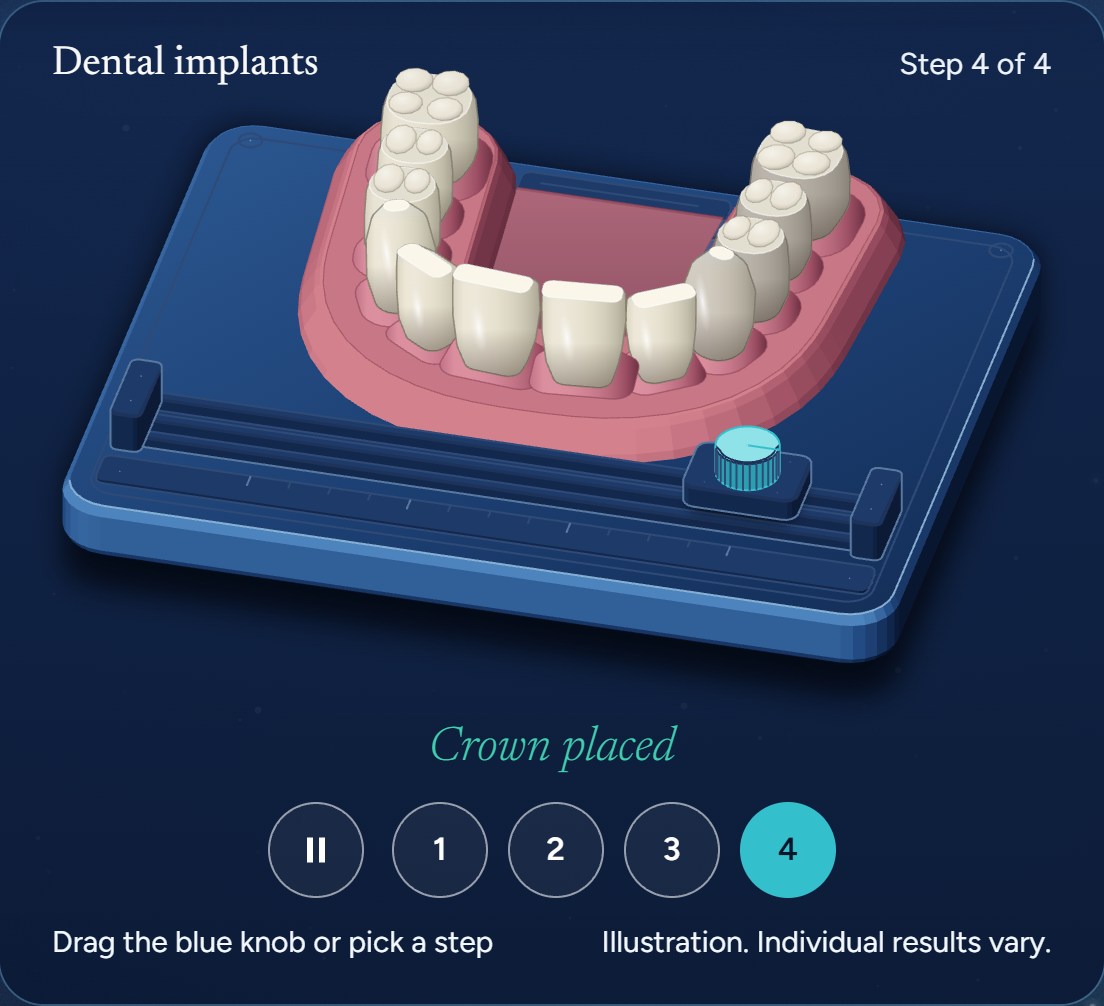 Dental implants
Step 4 of 4
Crown placed
1 2 3 4
Drag the blue knob or pick a step
Illustration. Individual results vary.